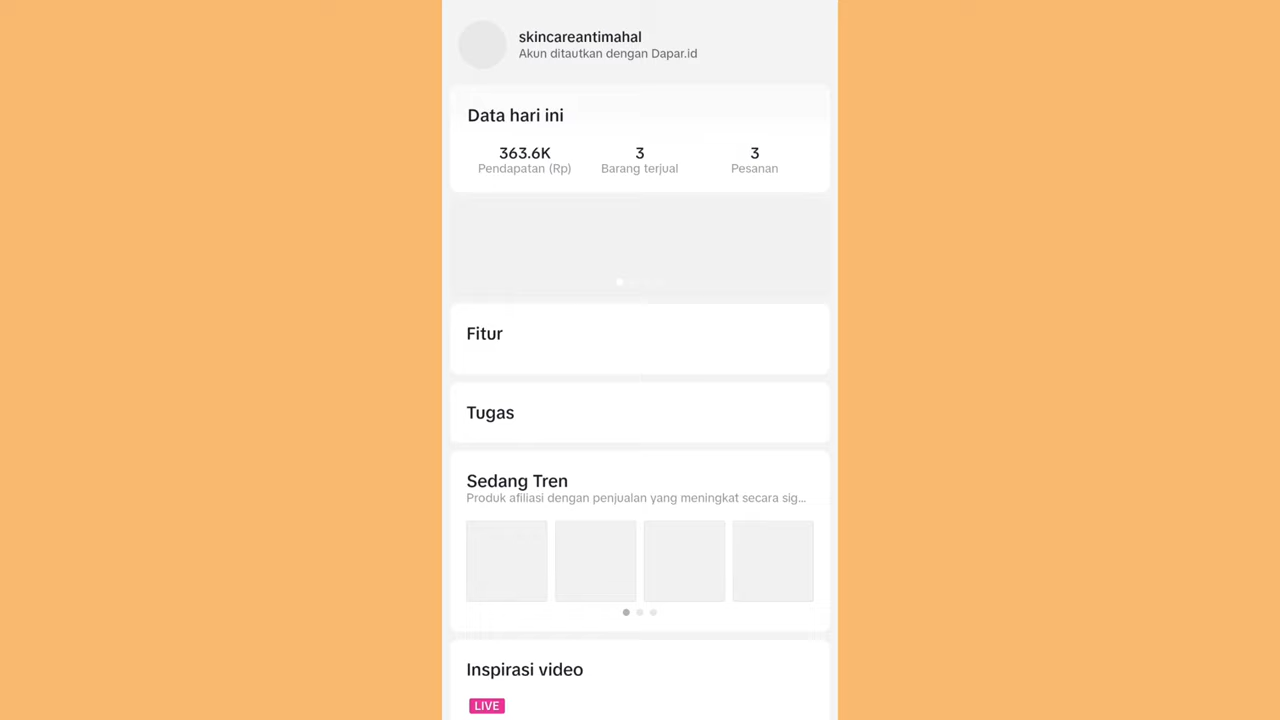 skincareantimahal
Akun ditautkan dengan Dapar.id
Data hari ini
363.6K 3 3
Pendapatan (Rp) Barang terjual Pesanan
Fitur
Tugas
Sedang Tren
Produk afiliasi dengan penjualan yang meningkat secara sig...
Inspirasi video
LIVE